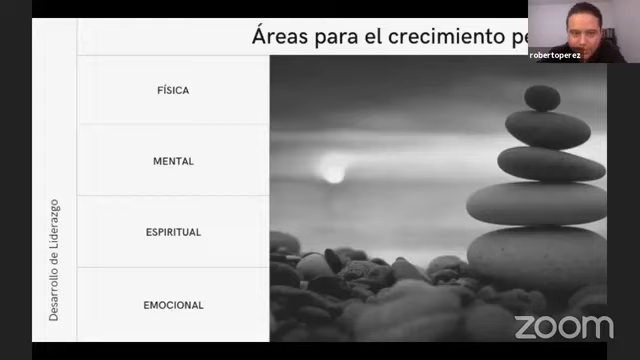 Áreas para el crecimiento pe
robertoperez
FÍSICA
MENTAL
ESPIRITUAL
EMOCIONAL
Desarrollo de Liderazgo
zoom